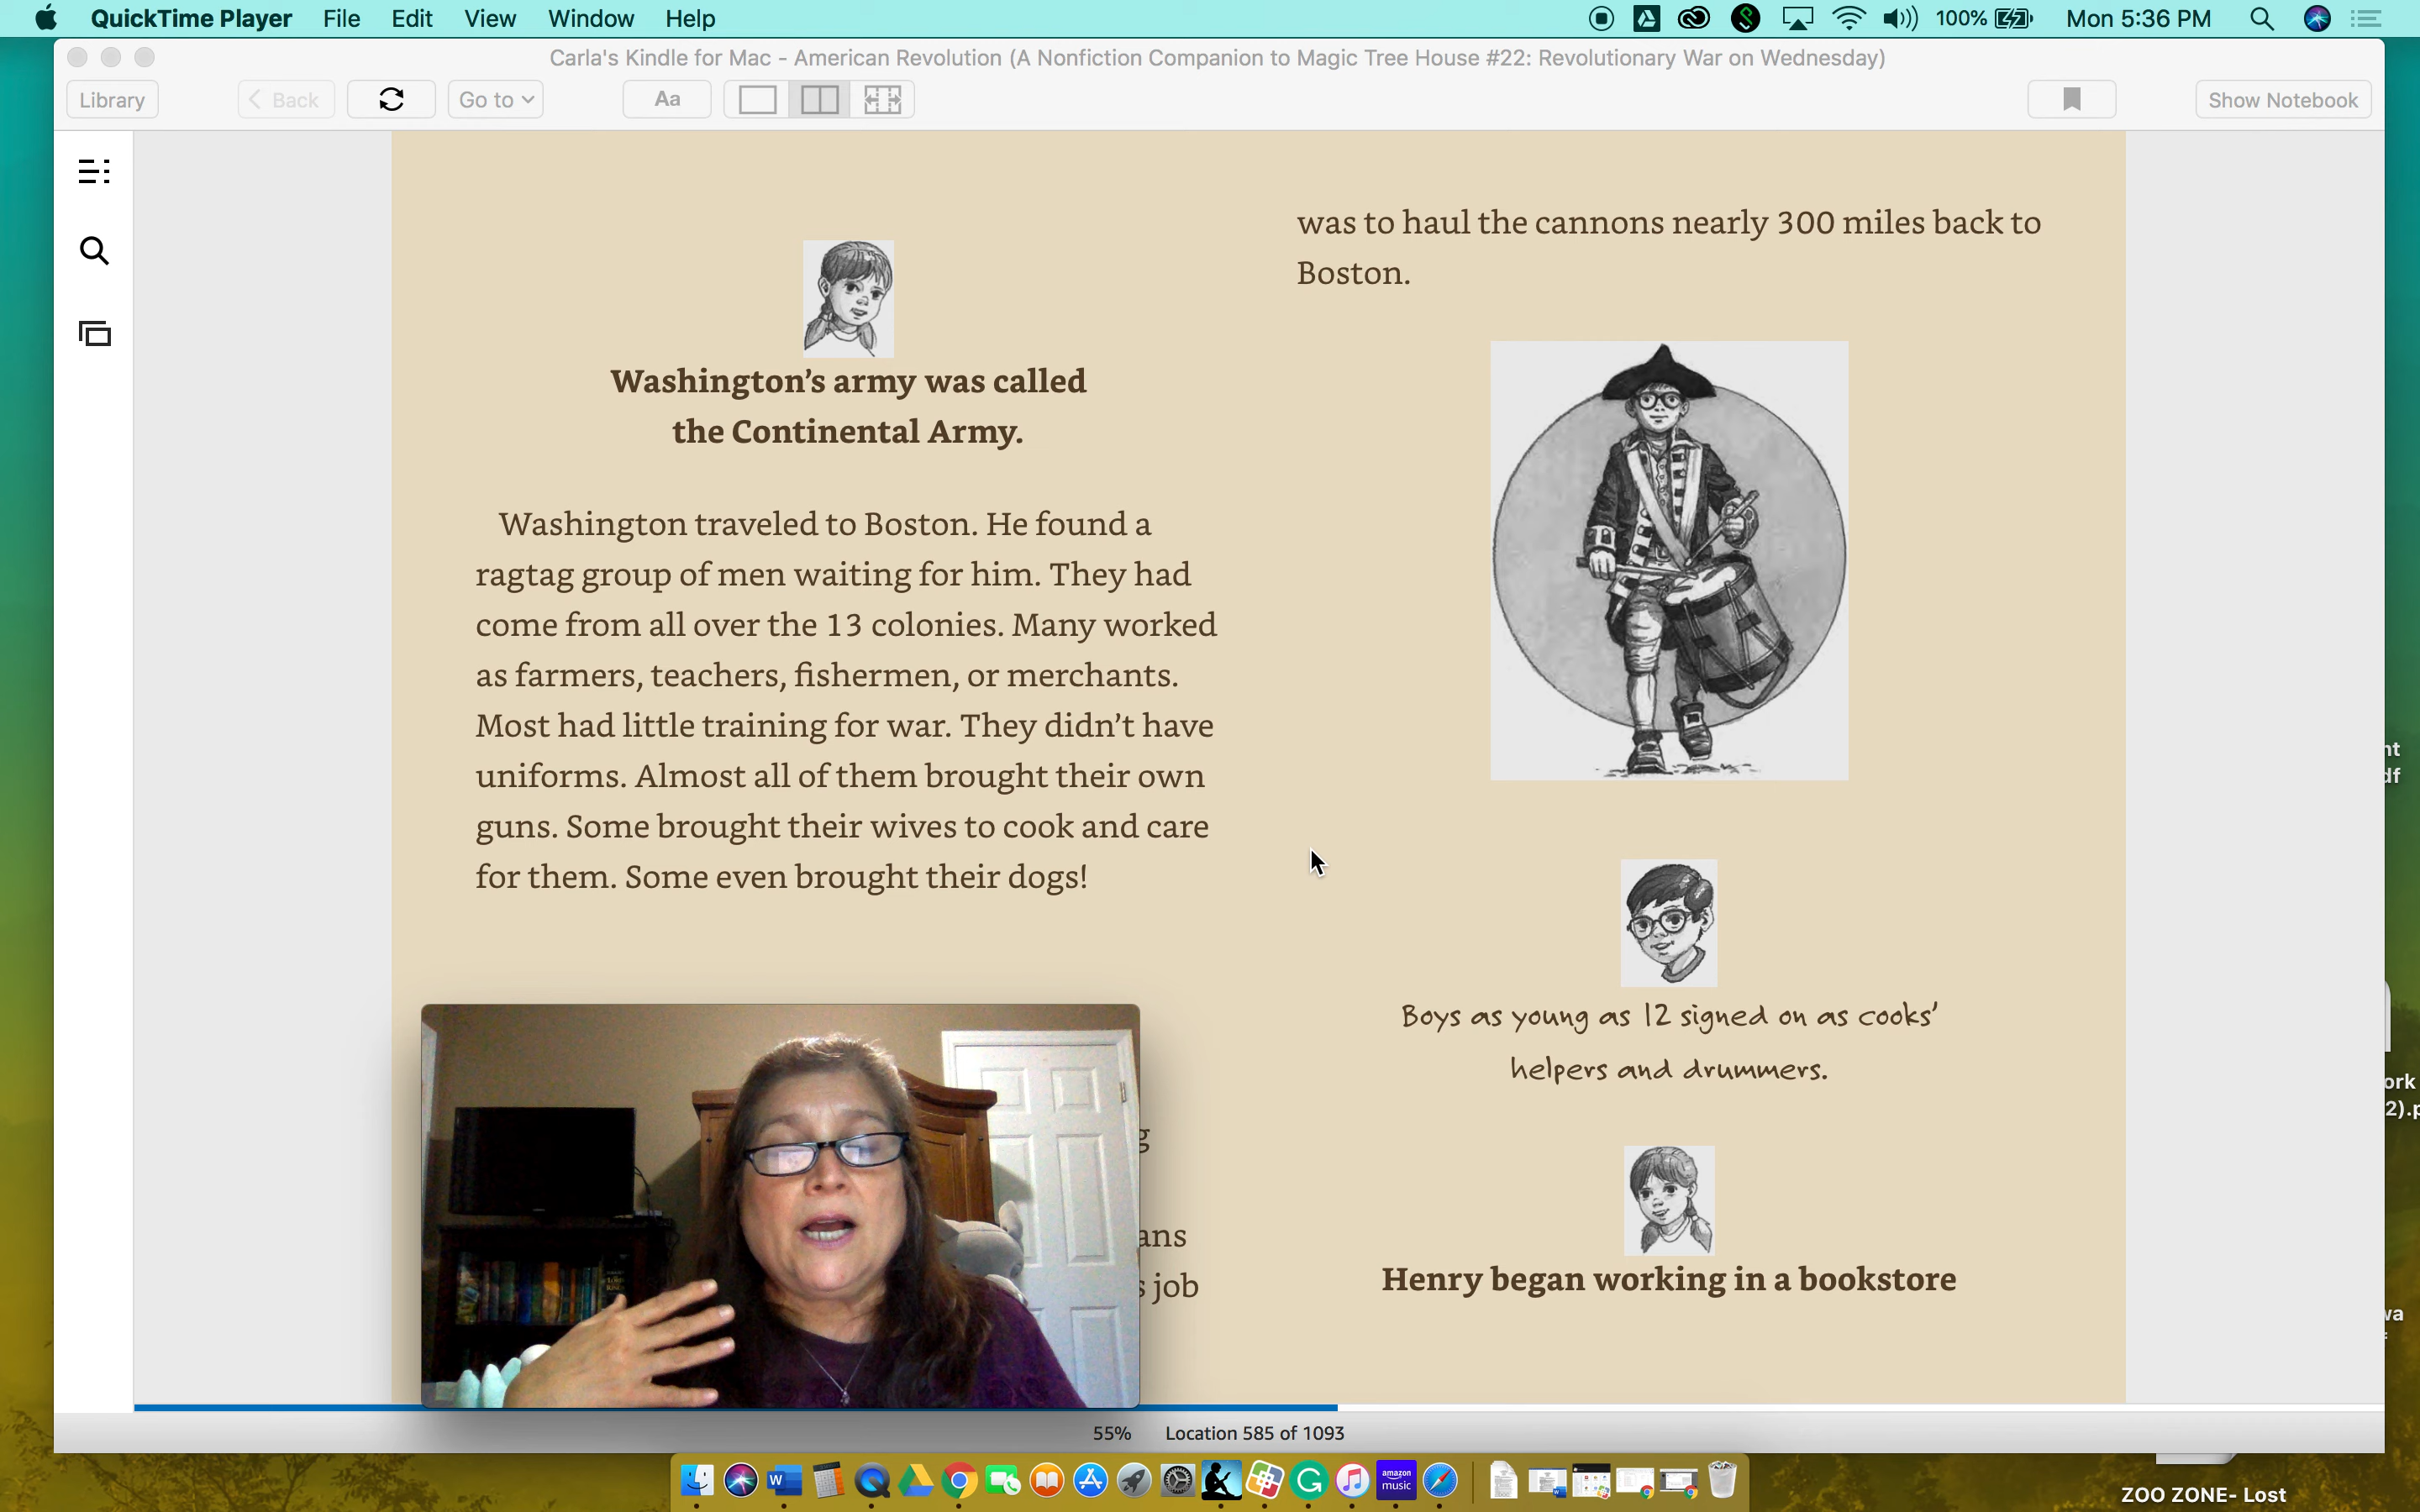 QuickTime Player File Edit View Window Help 100% Mon 5:36 PM
Carla's Kindle for Mac - American Revolution (A Nonfiction Companion to Magic Tree House #22: Revolutionary War on Wednesday)
Library Back Go to Aa Show Notebook
Washington's army was called
the Continental Army.
Washington traveled to Boston. He found a
ragtag group of men waiting for him. They had
come from all over the 13 colonies. Many worked
as farmers, teachers, fishermen, or merchants.
Most had little training for war. They didn't have
uniforms. Almost all of them brought their own
guns. Some brought their wives to cook and care
for them. Some even brought their dogs!
job
was to haul the cannons nearly 300 miles back to
Boston.
Boys as young as 12 signed on as cooks'
helpers and drummers.
Henry began working in a bookstore
55% Location 585 of 1093
amazon
music
ZOO ZONE- Lost